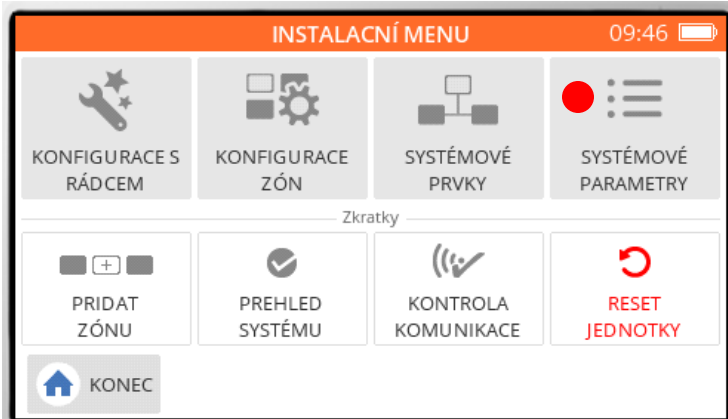 INSTALACNÍ MENU 09:46
KONFIGURACE S
RÁDCEM
KONFIGURACE
ZÓN
SYSTÉMOVÉ
PRVKY
SYSTÉMOVÉ
PARAMETRY
Zkratky
PRIDAT
ZÓNU
PREHLED
SYSTÉMU
KONTROLA
KOMUNIKACE
RESET
JEDNOTKY
KONEC